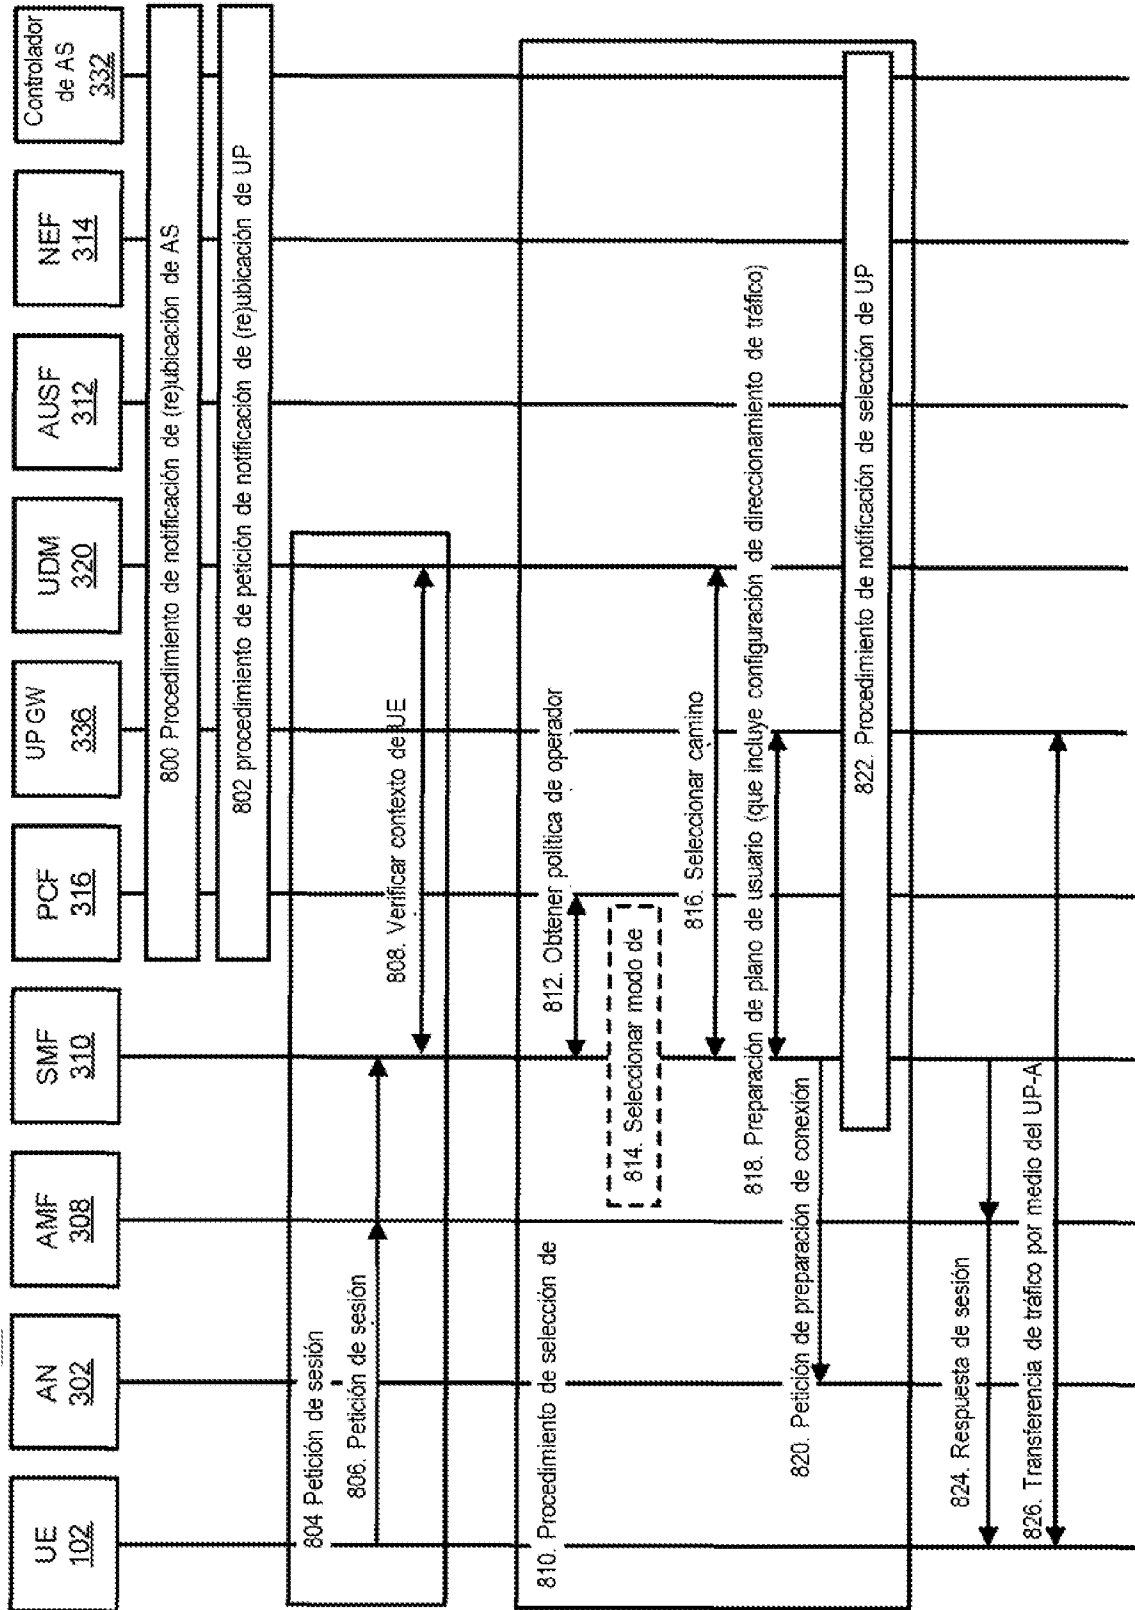 UE
102
AN
302
AMF
308
SMF
310
PCF
316
UP GW
336
UDM
320
AUSF
312
NEF
314
Controlador
de AS
332
800 Procedimiento de notificación de (re)ubicación de AS
802 procedimiento de petición de notificación de (re)ubicación de UP
804 Petición de sesión
806. Petición de sesión
808. Verificar contexto de UE
810. Procedimiento de selección de
812. Obtener política de operador
814. Seleccionar modo de
816. Seleccionar camino
818. Preparación de plano de usuario (que incluye configuración de direccionamiento de tráfico)
820. Petición de preparación de conexión
822. Procedimiento de notificación de selección de UP
824. Respuesta de sesión
826. Transferencia de tráfico por medio del UP-A